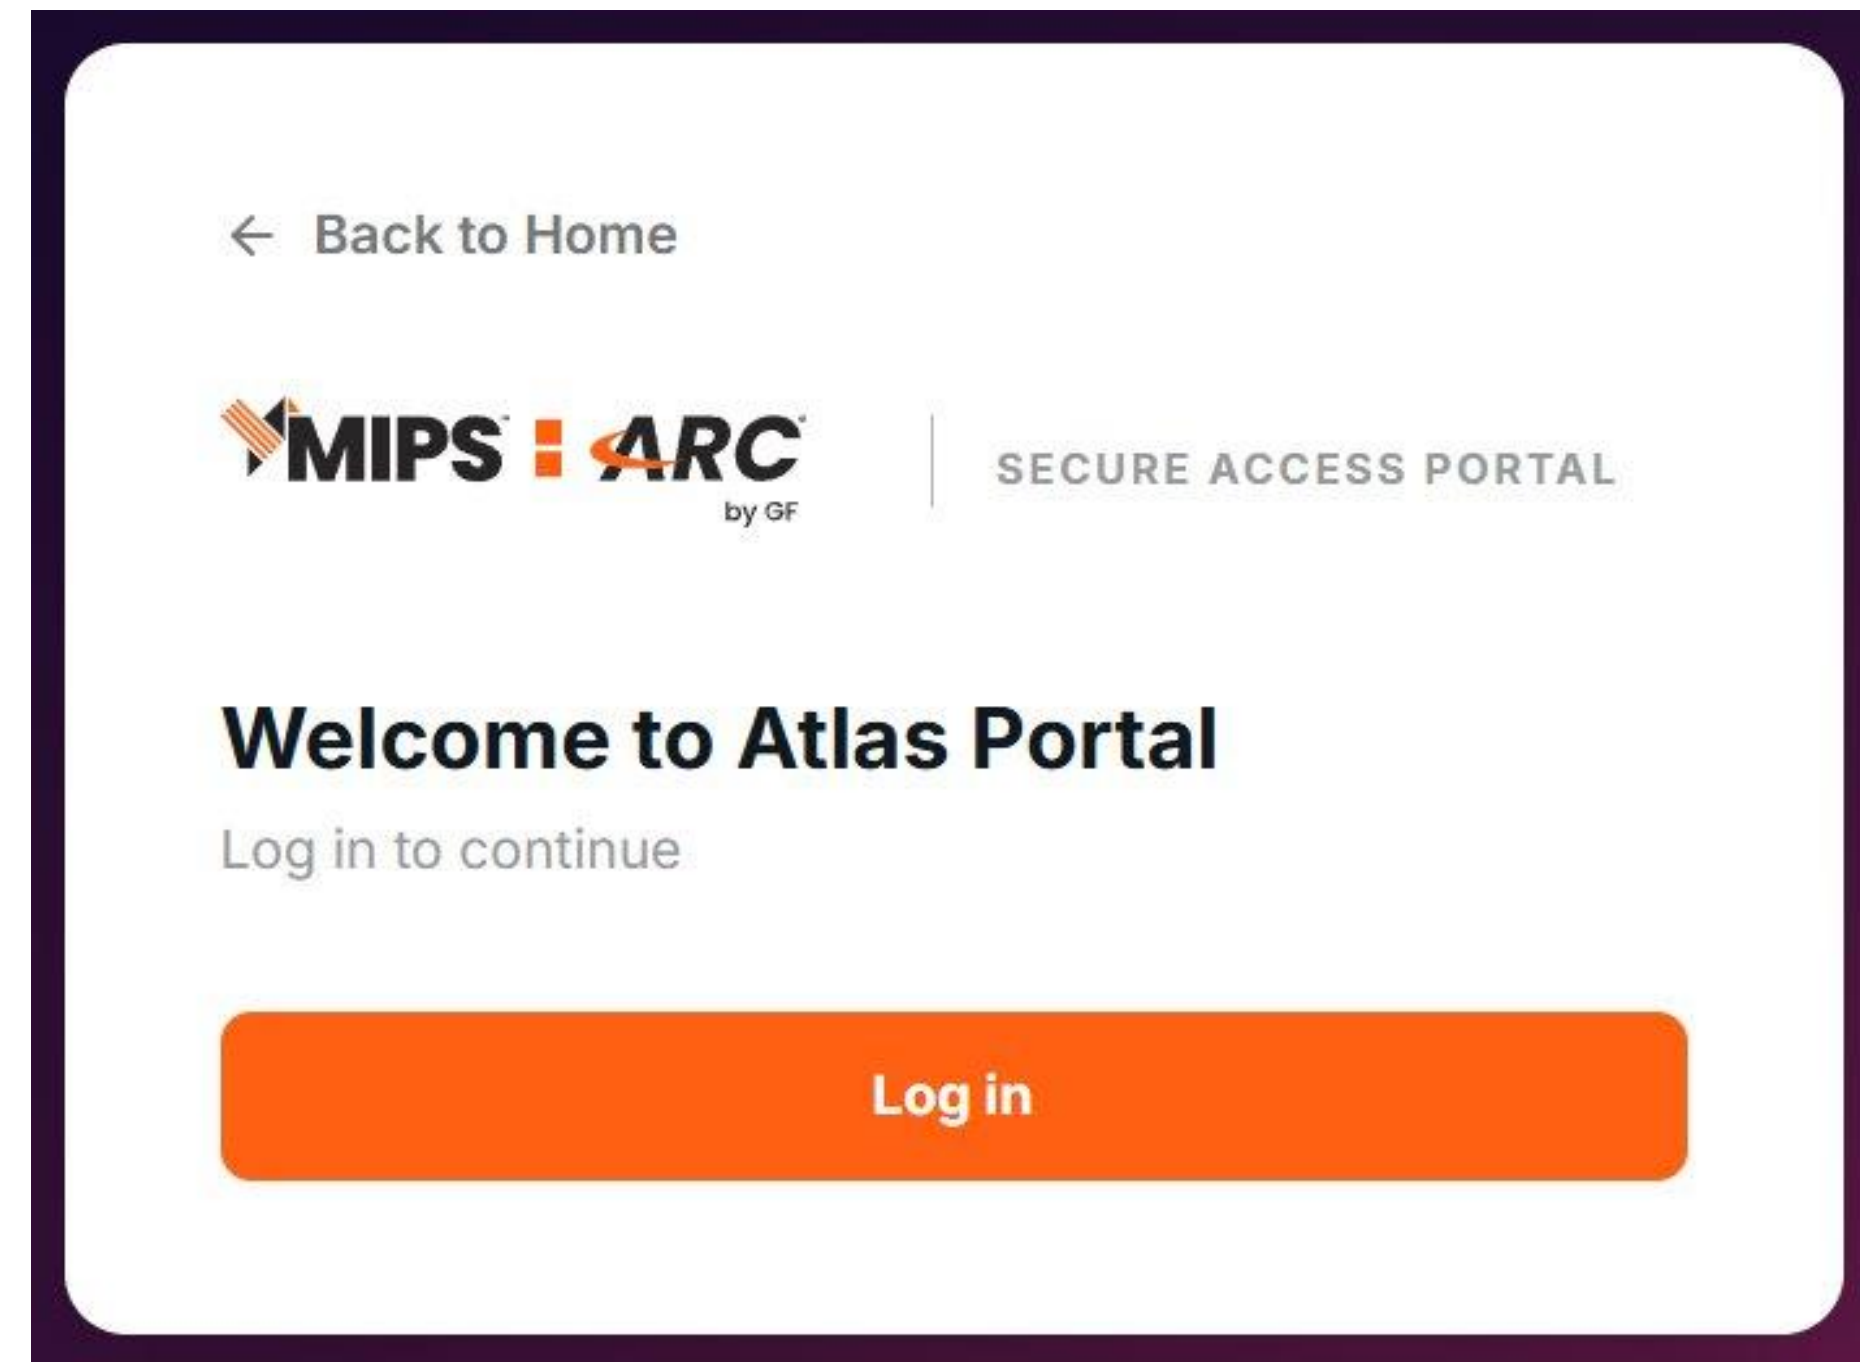 ← Back to Home
MIPS™ ARC®
by GF
SECURE ACCESS PORTAL
Welcome to Atlas Portal
Log in to continue
Log in